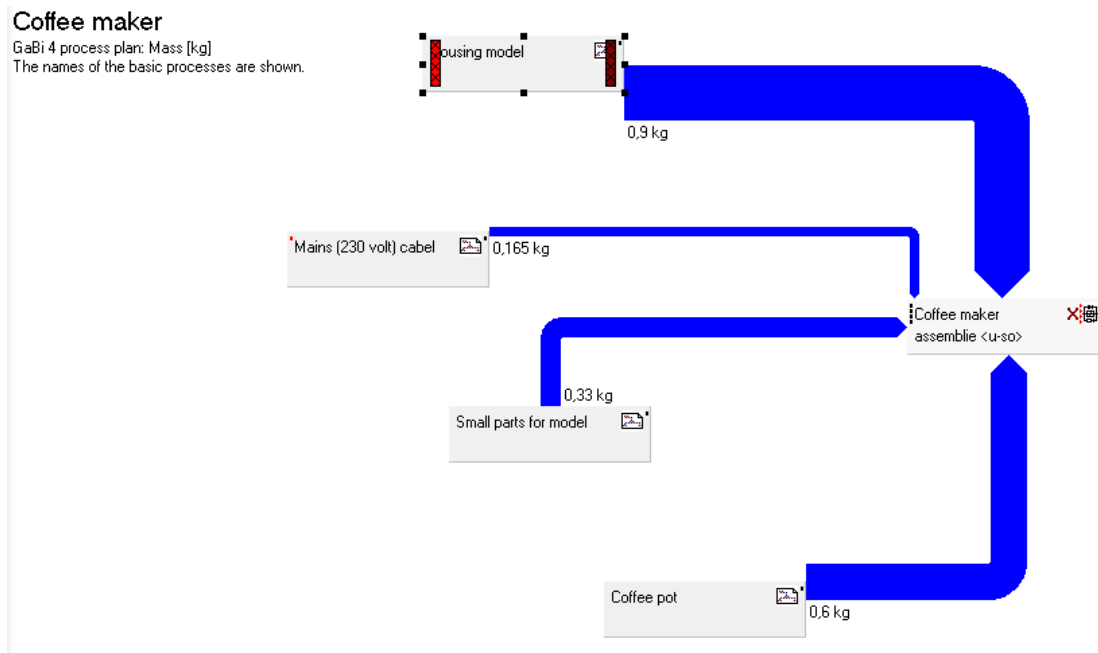 Coffee maker
GaBi 4 process plan: Mass [kg]
The names of the basic processes are shown.
ousing model
0,9 kg
Mains (230 volt) cabel
0,165 kg
Coffee maker
assemblie <u-so>
0,33 kg
Small parts for model
Coffee pot
0,6 kg